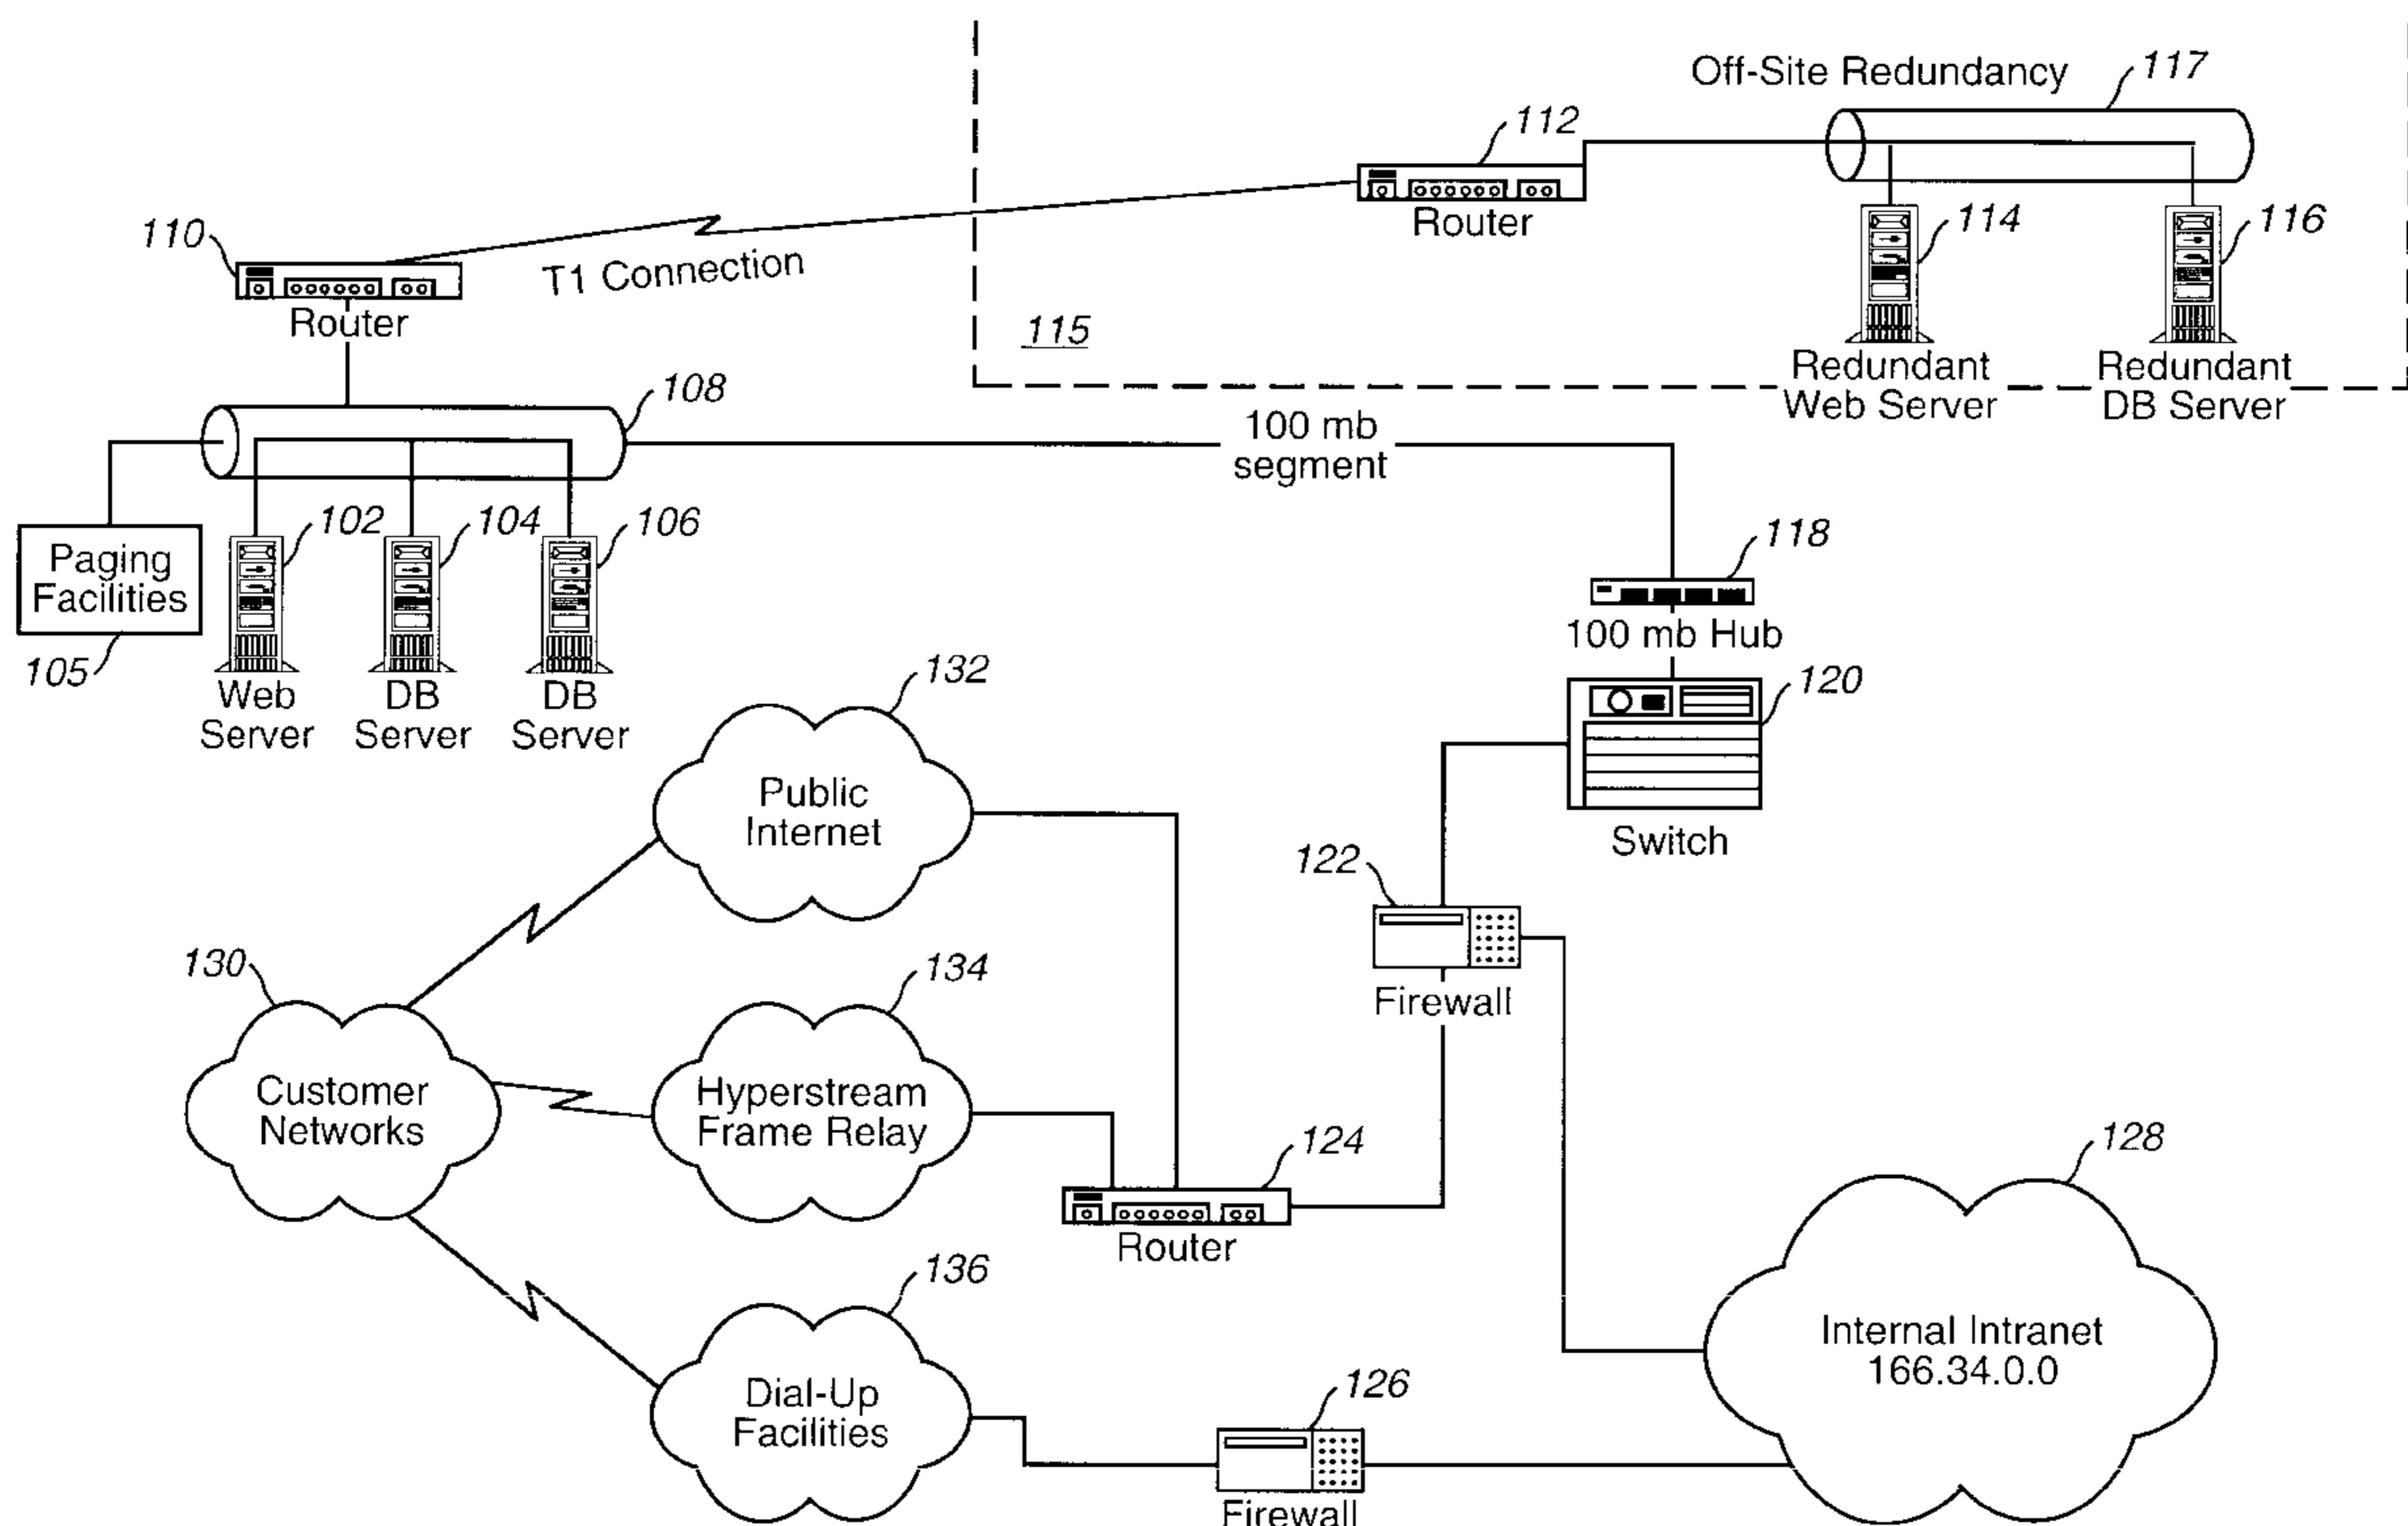 Off-Site Redundancy
117
112
Router
110
T1 Connection
Router
114
116
115
Redundant
Web Server
Redundant
DB Server
108
100 mb
segment
102
104
106
Paging
Facilities
105
Web
Server
DB
Server
DB
Server
118
100 mb Hub
120
Switch
132
Public
Internet
122
Firewall
130
Customer
Networks
134
Hyperstream
Frame Relay
124
Router
128
Internal Intranet
166.34.0.0
136
Dial-Up
Facilities
126
Firewall